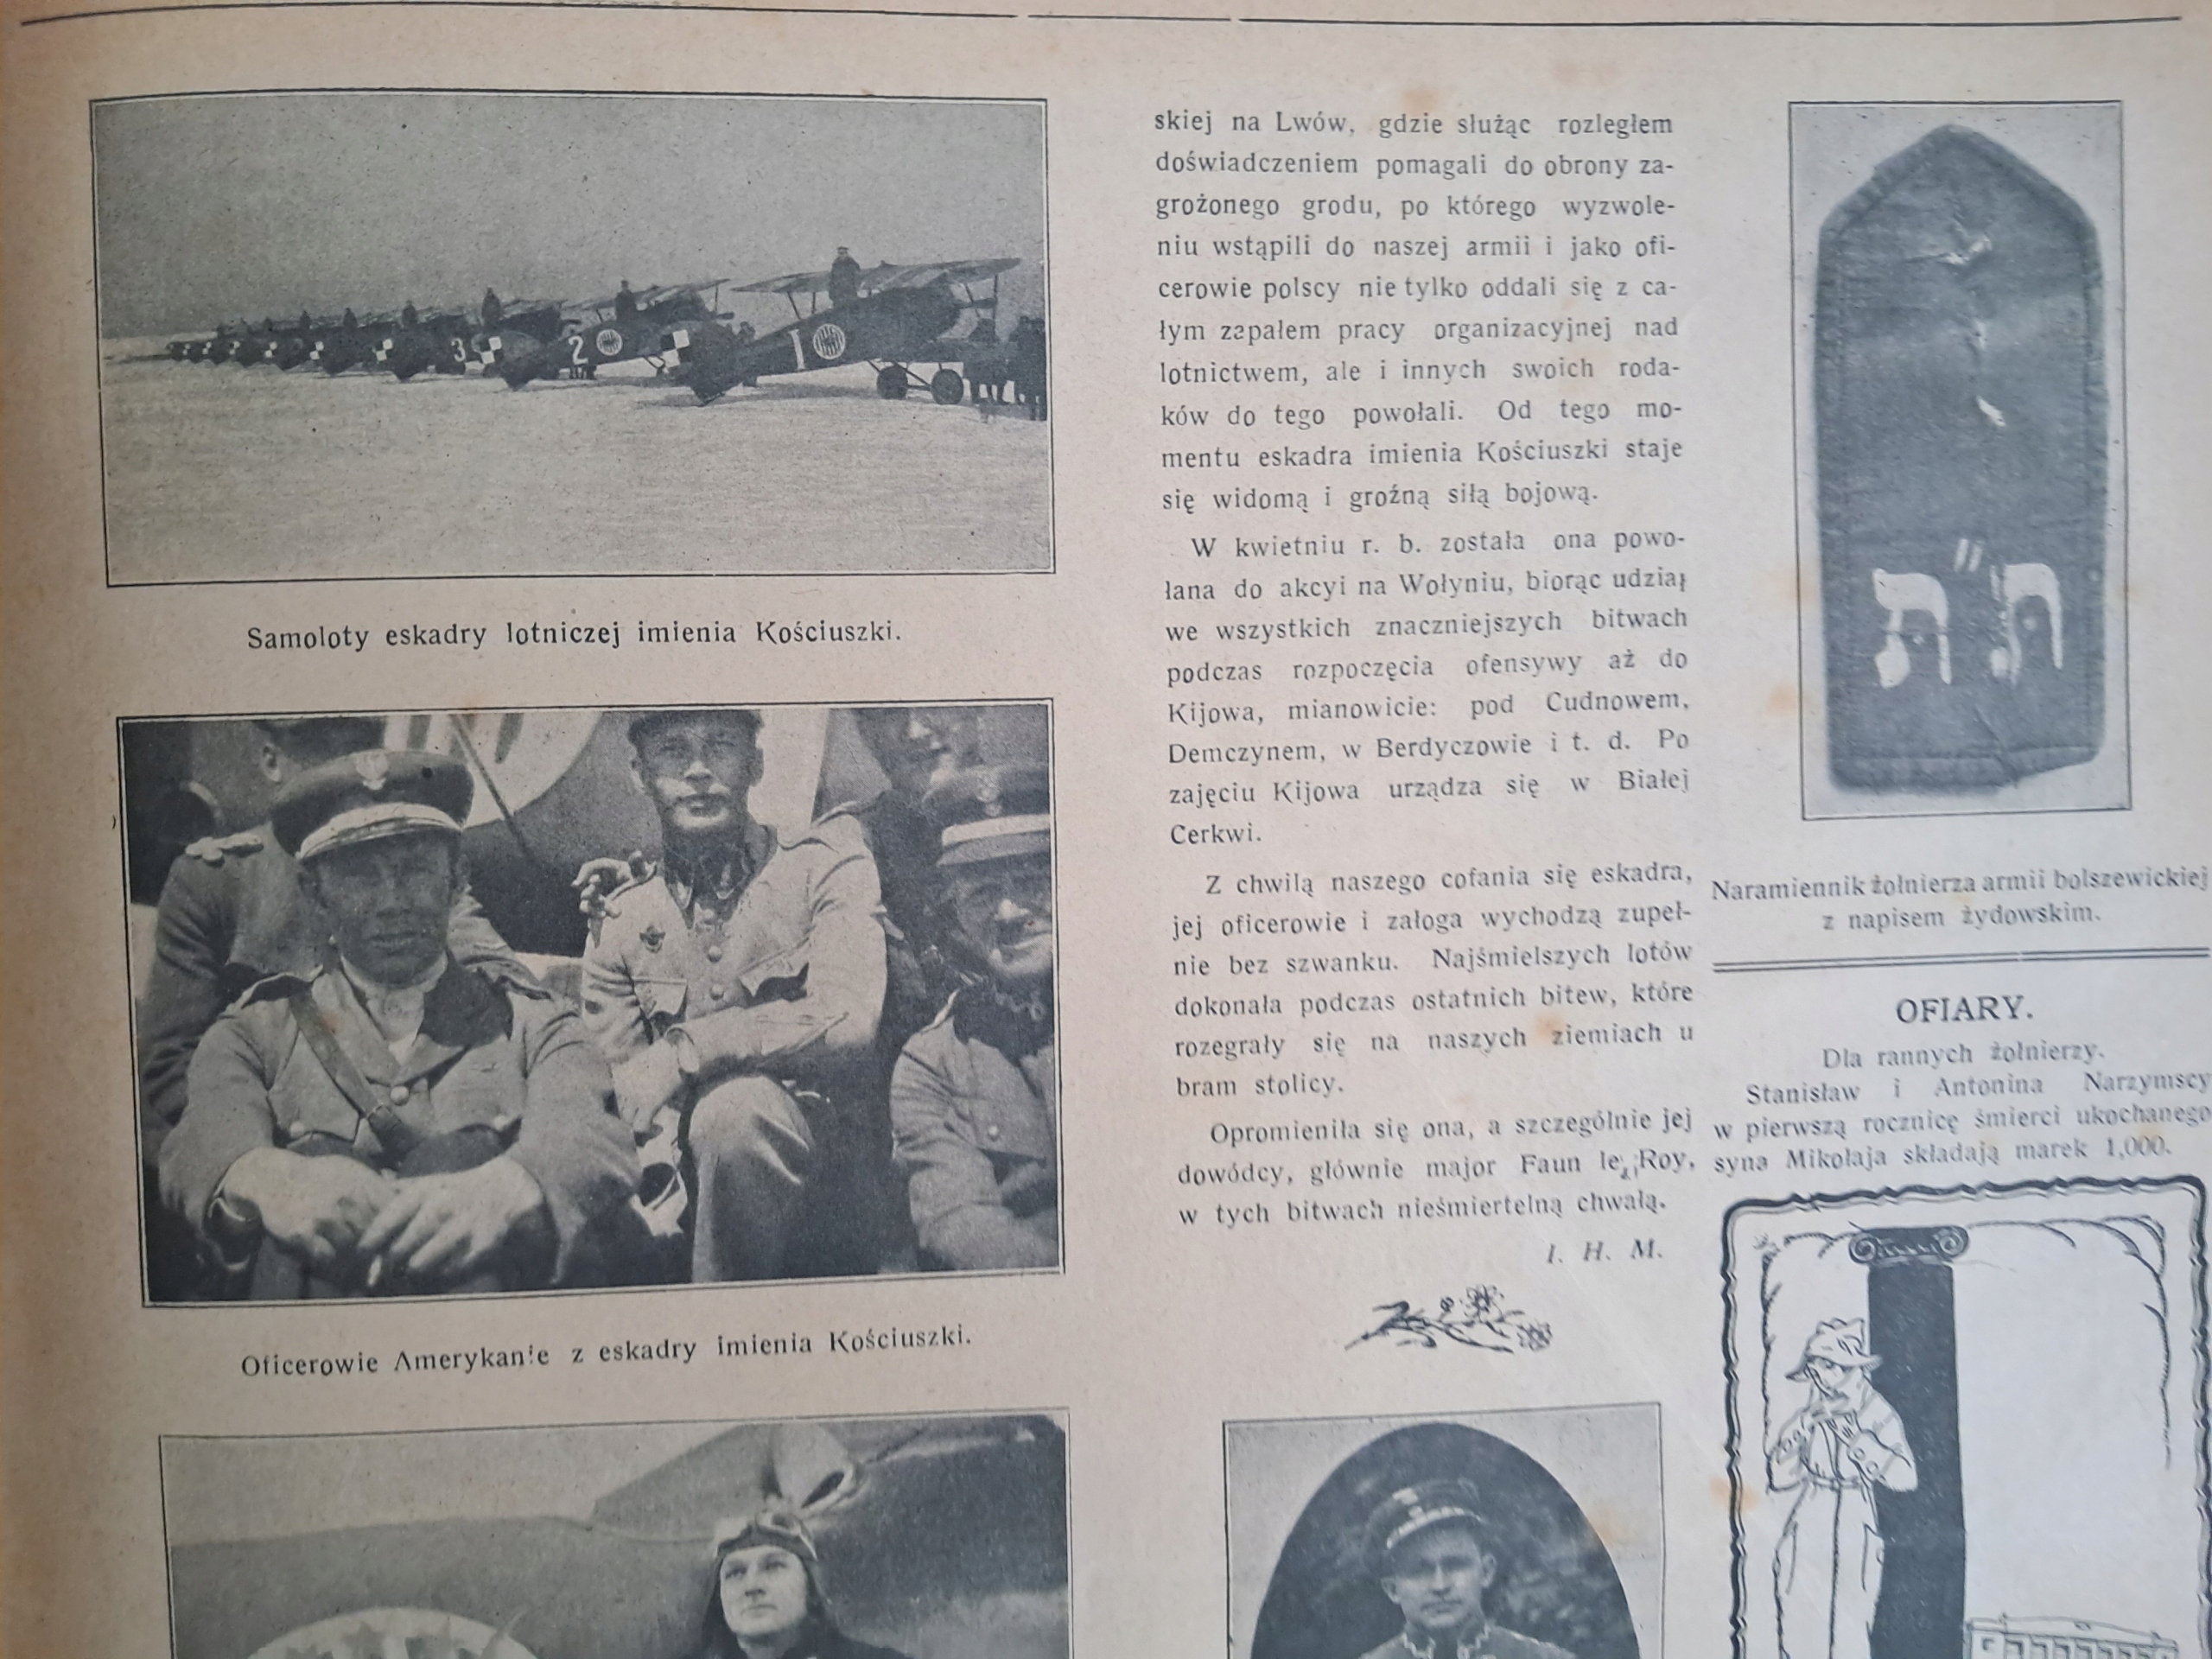 1
2
3
Samoloty eskadry lotniczej imienia Kościuszki.
Oficerowie Amerykanie z eskadry imienia Kościuszki.
skiej na Lwów, gdzie służąc rozległem
doświadczeniem pomagali do obrony za-
grożonego grodu, po którego wyzwole-
niu wstąpili do naszej armii i jako ofi-
cerowie polscy nie tylko oddali się z ca-
łym zapałem pracy organizacyjnej nad
lotnictwem, ale i innych swoich roda-
ków do tego powołali. Od tego mo-
mentu eskadra imienia Kościuszki staje
się widomą i groźną siłą bojową.
W kwietniu r. b. została ona powo-
łana do akcyi na Wołyniu, biorąc udział
we wszystkich znaczniejszych bitwach
podczas rozpoczęcia ofensywy aż do
Kijowa, mianowicie: pod Cudnowem,
Demczynem, w Berdyczowie i t. d. Po
zajęciu Kijowa urządza się w Białej
Cerkwi.
Z chwilą naszego cofania się eskadra,
jej oficerowie i załoga wychodzą zupeł-
nie bez szwanku. Najśmielszych lotów
dokonała podczas ostatnich bitew, które
rozegrały się na naszych ziemiach u
bram stolicy.
Opromieniła się ona, a szczególnie jej
dowódcy, głównie major Faun le Roy,
w tych bitwach nieśmiertelną chwałą.
I. H. M.
Naramiennik żołnierza armii bolszewickiej
z napisem żydowskim.
OFIARY.
Dla rannych żołnierzy.
Stanisław i Antonina Narzymscy
w pierwszą rocznicę śmierci ukochanego
syna Mikołaja składają marek 1,000.